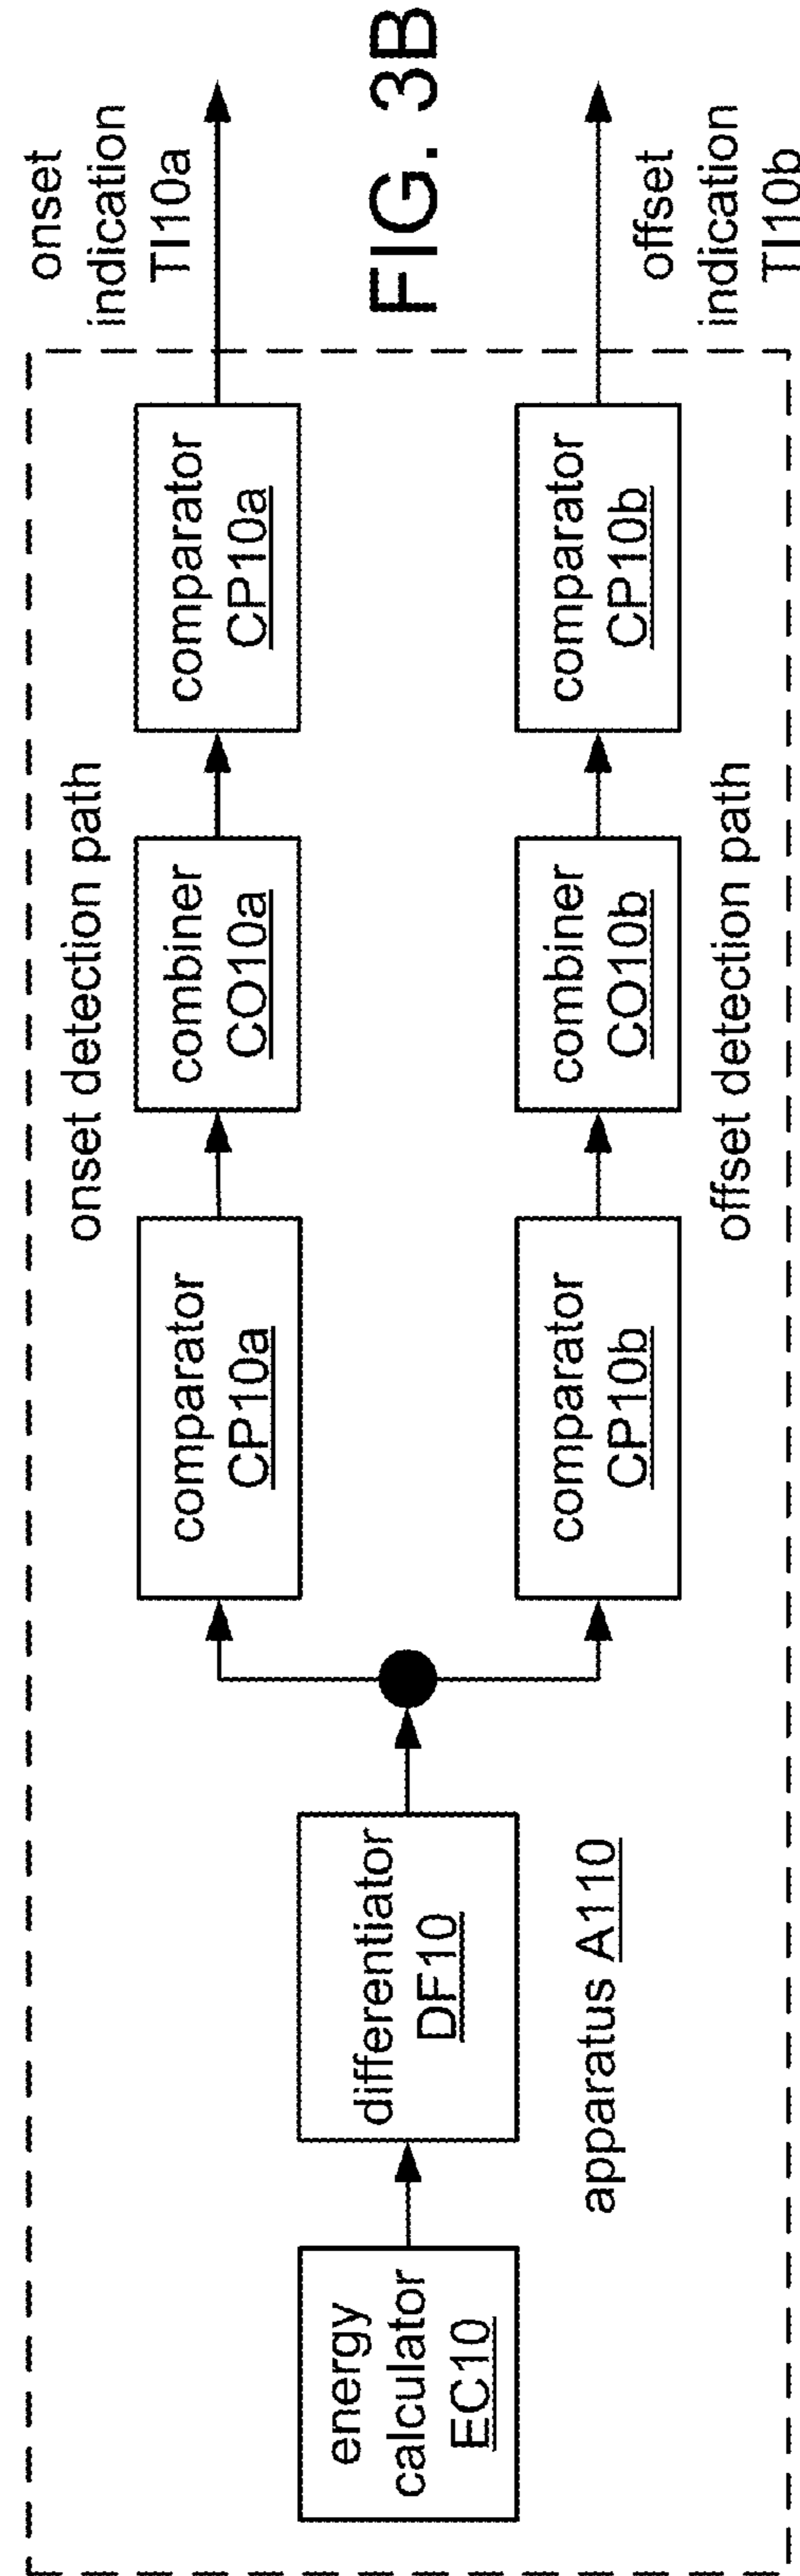 energy
calculator
EC10
differentiator
DF10
apparatus A110
onset detection path
comparator
CP10a
combiner
CO10a
comparator
CP10a
onset
indication
TI10a
comparator
CP10b
combiner
CO10b
comparator
CP10b
offset detection path
offset
indication
TI10b
FIG. 3B